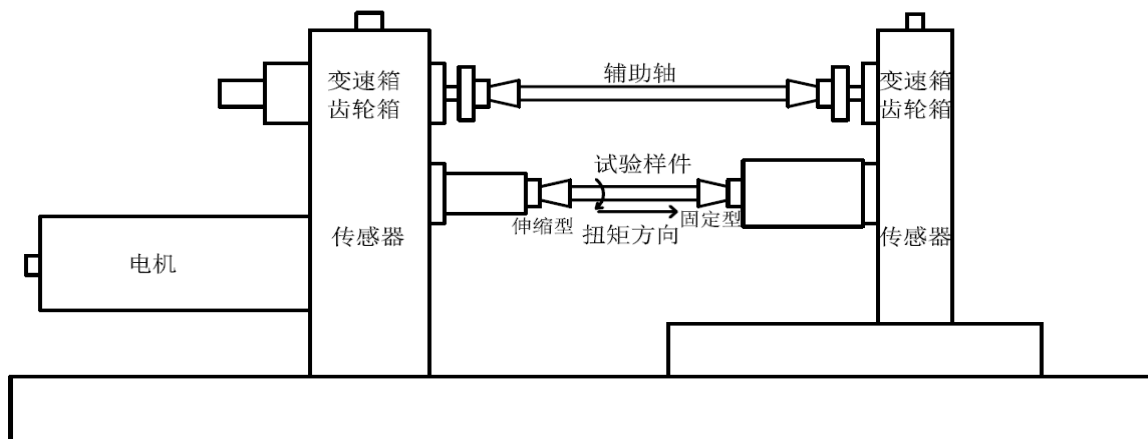 变速箱
齿轮箱
辅助轴
变速箱
齿轮箱
试验样件
伸缩型
固定型
扭矩方向
传感器
传感器
电机